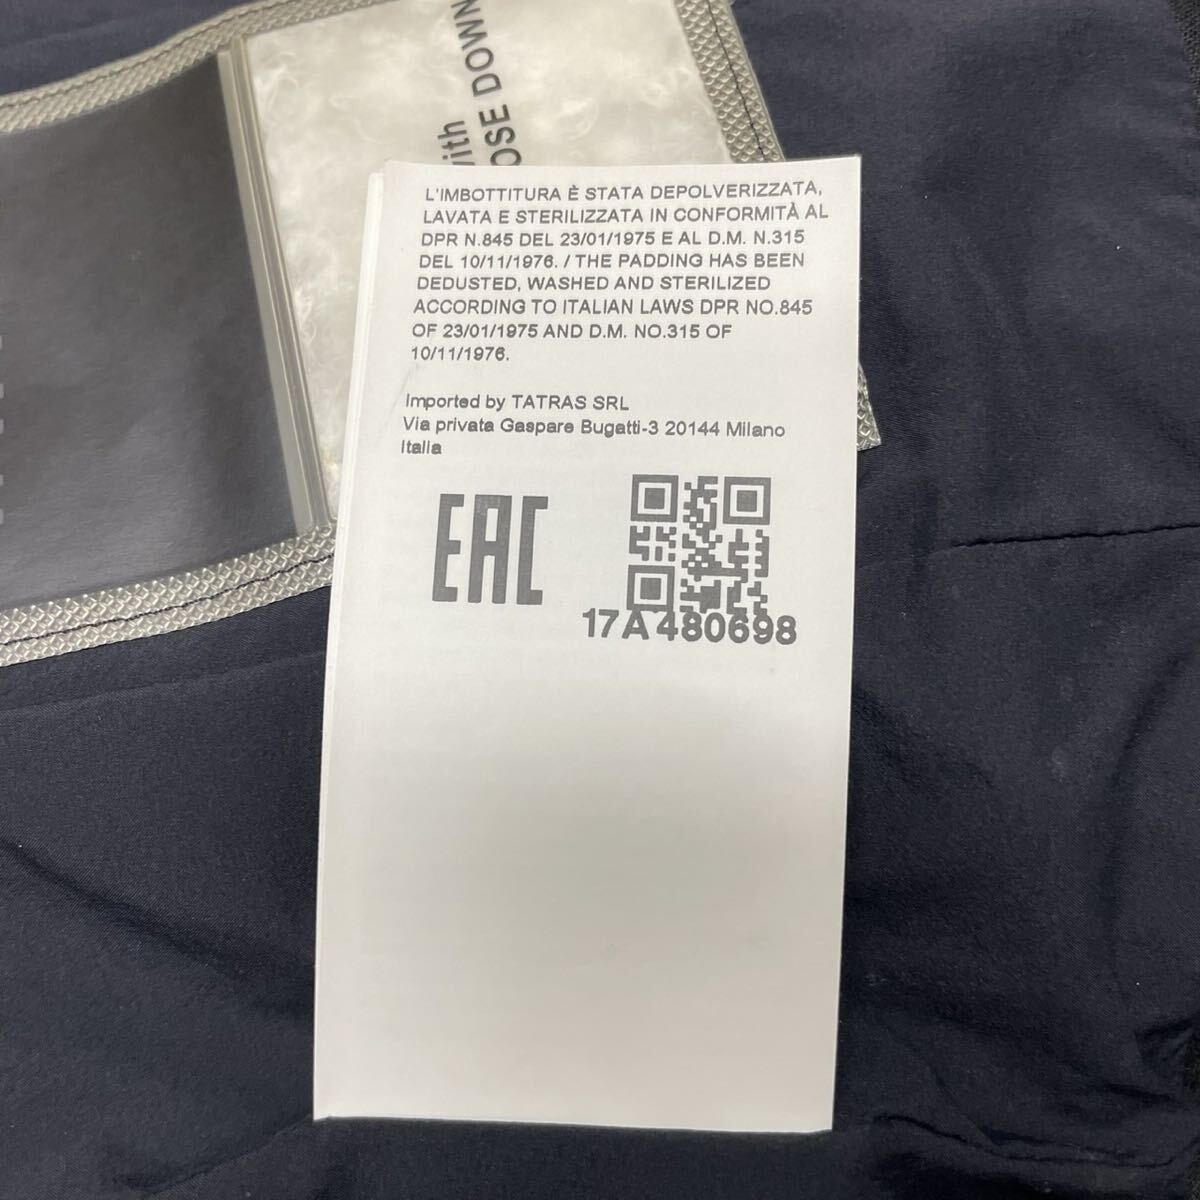 with
OSE DOWN
L'IMBOTTITURA È STATA DEPOLVERIZZATA,
LAVATA E STERILIZZATA IN CONFORMITÀ AL
DPR N.845 DEL 23/01/1975 E AL D.M. N.315
DEL 10/11/1976. / THE PADDING HAS BEEN
DEDUSTED, WASHED AND STERILIZED
ACCORDING TO ITALIAN LAWS DPR NO.845
OF 23/01/1975 AND D.M. NO.315 OF
10/11/1976.
Imported by TATRAS SRL
Via privata Gaspare Bugatti-3 20144 Milano
Italia
EAC
17A480698